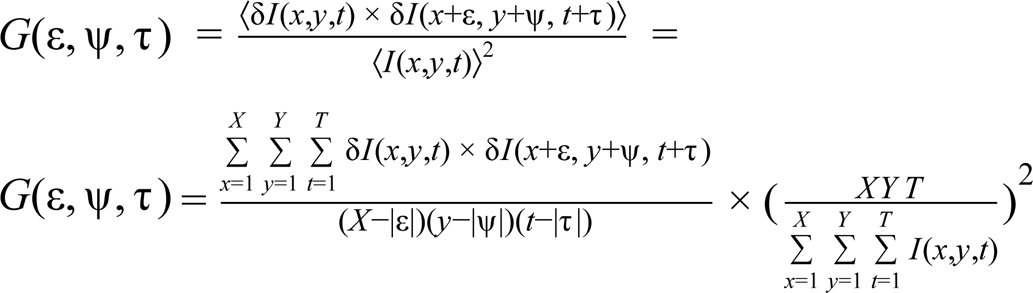 G(ε, ψ, τ) = ⟨δI(x,y,t) × δI(x+ε, y+ψ, t+τ)⟩ / ⟨I(x,y,t)⟩² =
G(ε, ψ, τ) = ∑_{x=1}^{X} ∑_{y=1}^{Y} ∑_{t=1}^{T} δI(x,y,t) × δI(x+ε, y+ψ, t+τ) / (X−|ε|)(y−|ψ|)(t−|τ|) × (XYT / ∑_{x=1}^{X} ∑_{y=1}^{Y} ∑_{t=1}^{T} I(x,y,t))²